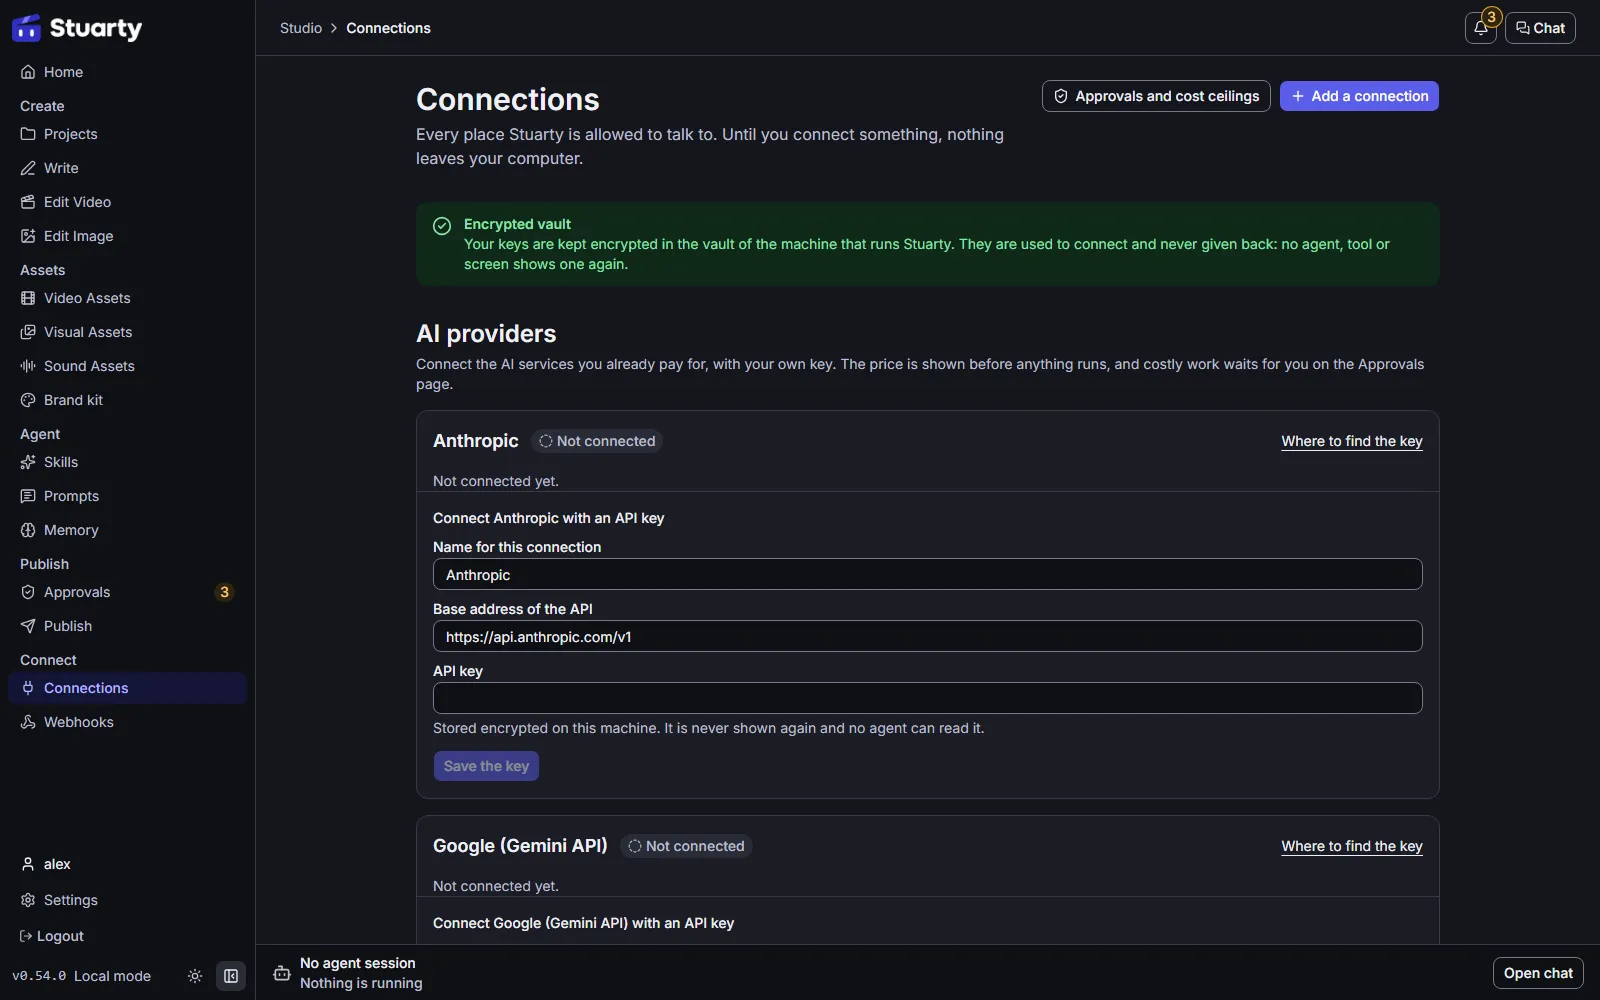 Stuarty
Home
Create
Projects
Write
Edit Video
Edit Image
Assets
Video Assets
Visual Assets
Sound Assets
Brand kit
Agent
Skills
Prompts
Memory
Publish
Approvals 3
Publish
Connect
Connections
Webhooks
alex
Settings
Logout
v0.54.0 Local mode
Studio > Connections
3
Chat
Connections
Approvals and cost ceilings
+ Add a connection
Every place Stuarty is allowed to talk to. Until you connect something, nothing
leaves your computer.
Encrypted vault
Your keys are kept encrypted in the vault of the machine that runs Stuarty. They are used to connect and never given back: no agent, tool or
screen shows one again.
AI providers
Connect the AI services you already pay for, with your own key. The price is shown before anything runs, and costly work waits for you on the Approvals
page.
Anthropic Not connected Where to find the key
Not connected yet.
Connect Anthropic with an API key
Name for this connection
Anthropic
Base address of the API
https://api.anthropic.com/v1
API key
Stored encrypted on this machine. It is never shown again and no agent can read it.
Save the key
Google (Gemini API) Not connected Where to find the key
Not connected yet.
Connect Google (Gemini API) with an API key
No agent session
Nothing is running
Open chat